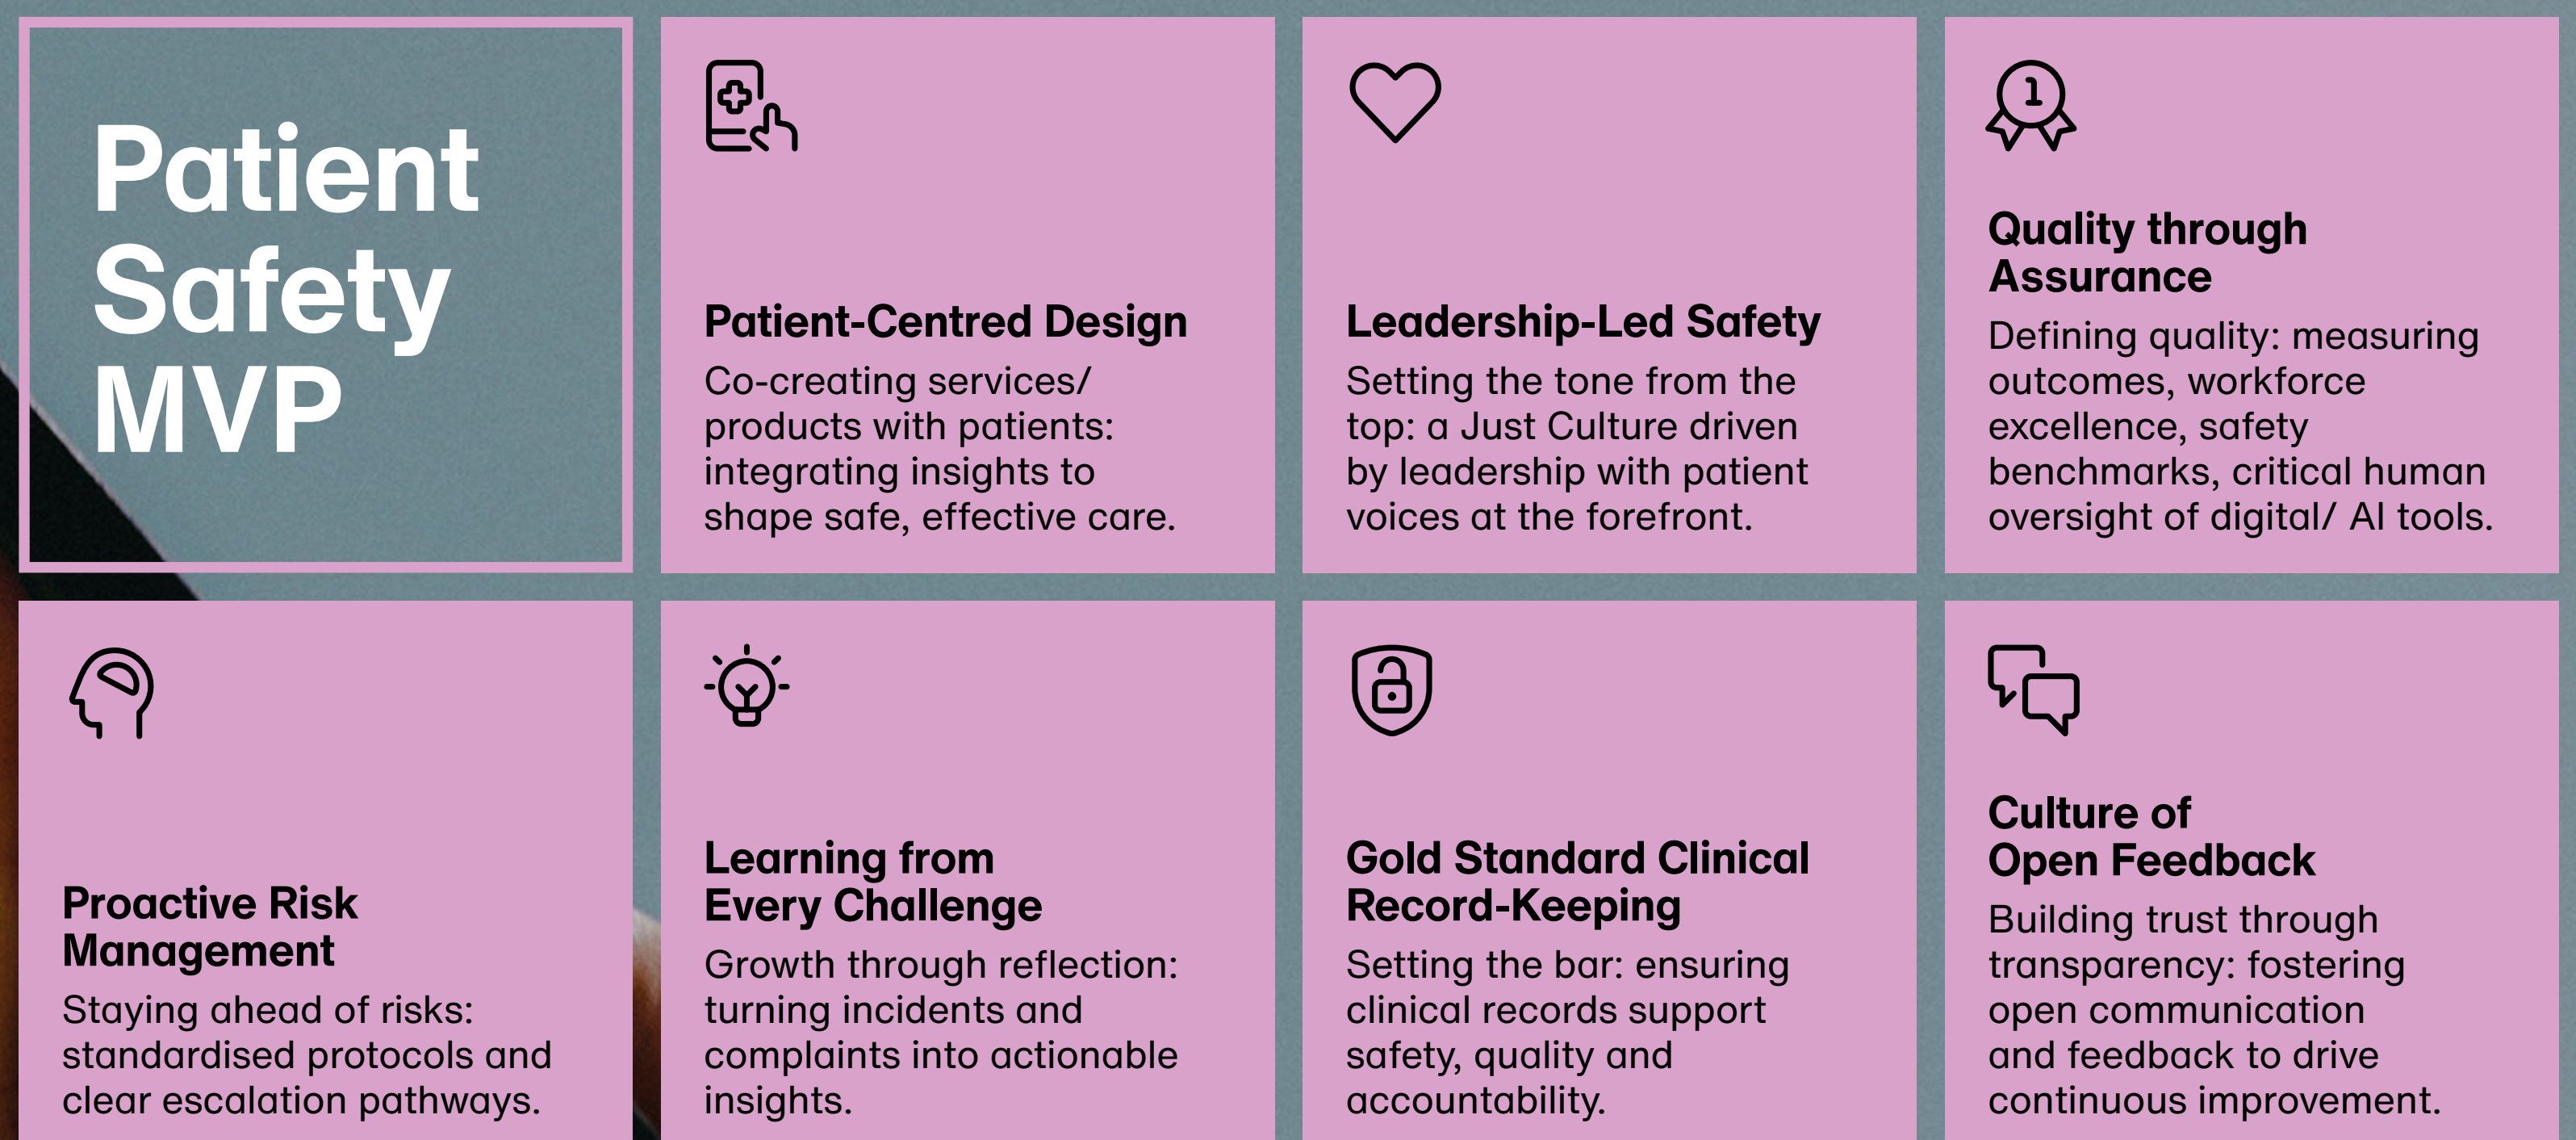 Patient
Safety
MVP
Patient-Centred Design
Co-creating services/
products with patients:
integrating insights to
shape safe, effective care.
Leadership-Led Safety
Setting the tone from the
top: a Just Culture driven
by leadership with patient
voices at the forefront.
1
Quality through
Assurance
Defining quality: measuring
outcomes, workforce
excellence, safety
benchmarks, critical human
oversight of digital/ AI tools.
Proactive Risk
Management
Staying ahead of risks:
standardised protocols and
clear escalation pathways.
Learning from
Every Challenge
Growth through reflection:
turning incidents and
complaints into actionable
insights.
Gold Standard Clinical
Record-Keeping
Setting the bar: ensuring
clinical records support
safety, quality and
accountability.
Culture of
Open Feedback
Building trust through
transparency: fostering
open communication
and feedback to drive
continuous improvement.